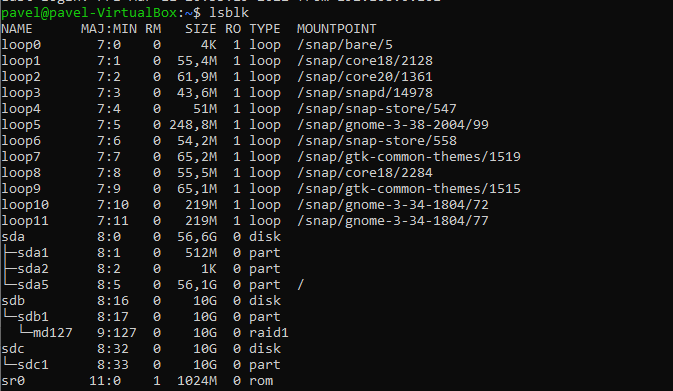 pavel@pavel-VirtualBox:~$ lsblk
NAME      MAJ:MIN RM   SIZE RO TYPE  MOUNTPOINT
loop0       7:0    0     4K  1 loop  /snap/bare/5
loop1       7:1    0  55,4M  1 loop  /snap/core18/2128
loop2       7:2    0  61,9M  1 loop  /snap/core20/1361
loop3       7:3    0  43,6M  1 loop  /snap/snapd/14978
loop4       7:4    0    51M  1 loop  /snap/snap-store/547
loop5       7:5    0 248,8M  1 loop  /snap/gnome-3-38-2004/99
loop6       7:6    0  54,2M  1 loop  /snap/snap-store/558
loop7       7:7    0  65,2M  1 loop  /snap/gtk-common-themes/1519
loop8       7:8    0  55,5M  1 loop  /snap/core18/2284
loop9       7:9    0  65,1M  1 loop  /snap/gtk-common-themes/1515
loop10      7:10   0   219M  1 loop  /snap/gnome-3-34-1804/72
loop11      7:11   0   219M  1 loop  /snap/gnome-3-34-1804/77
sda         8:0    0  56,6G  0 disk
├─sda1      8:1    0   512M  0 part
├─sda2      8:2    0     1K  0 part
└─sda5      8:5    0  56,1G  0 part  /
sdb         8:16   0    10G  0 disk
└─sdb1      8:17   0    10G  0 part
  └─md127   9:127  0    10G  0 raid1
sdc         8:32   0    10G  0 disk
└─sdc1      8:33   0    10G  0 part
sr0        11:0    1  1024M  0 rom